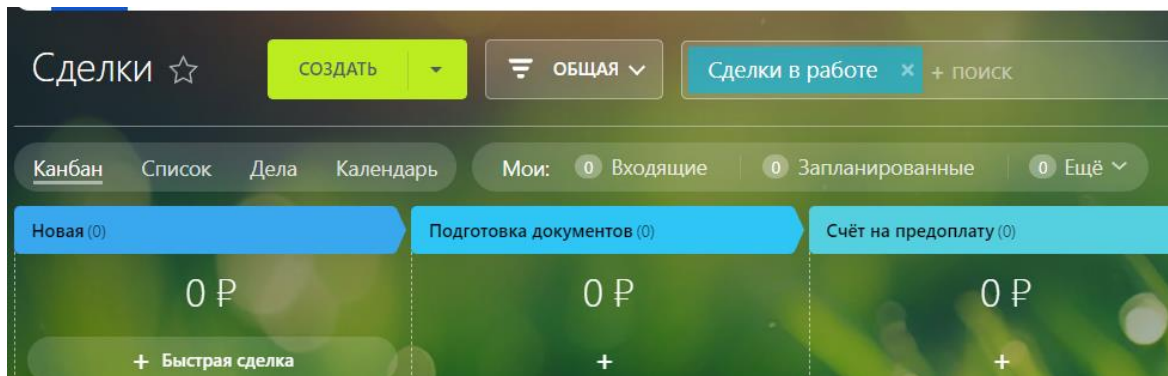 Сделки СОЗДАТЬ ОБЩАЯ Сделки в работе × + поиск
Канбан Список Дела Календарь Мои: 0 Входящие 0 Запланированные 0 Ещё
Новая (0) Подготовка документов (0) Счёт на предоплату (0)
0 ₽ 0 ₽ 0 ₽
+ Быстрая сделка + +